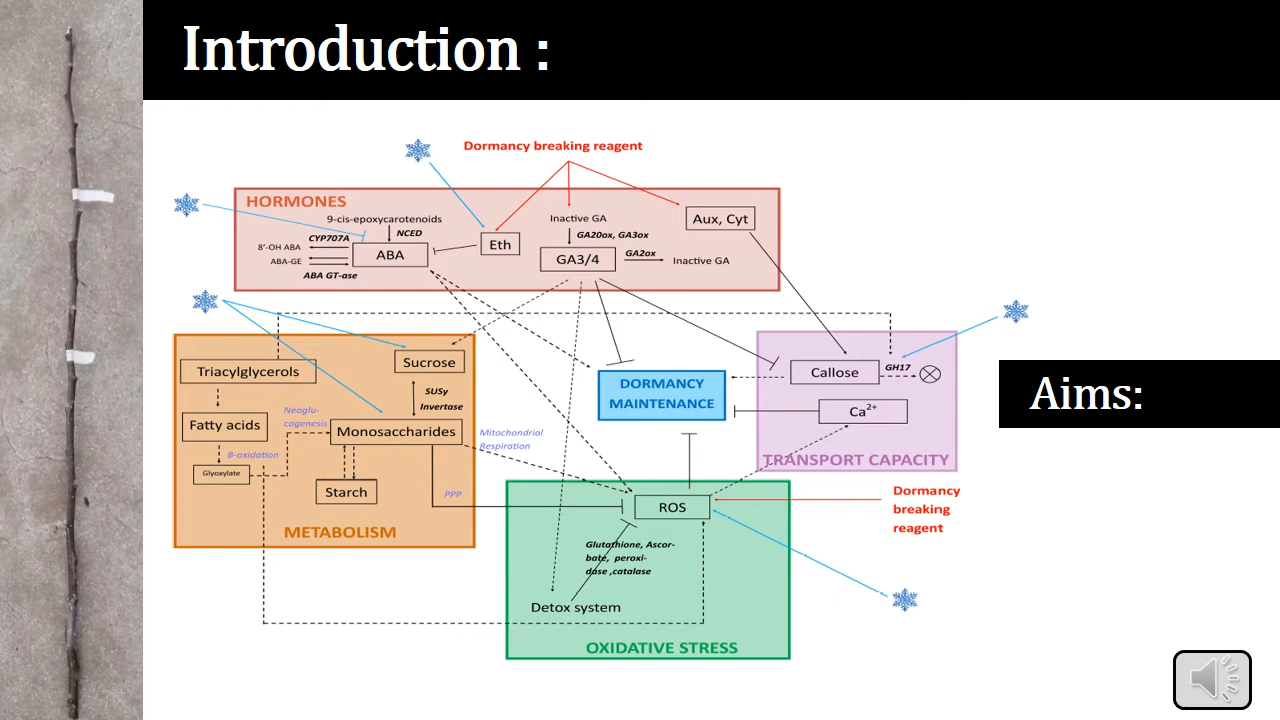 Introduction :
Dormancy breaking reagent
HORMONES
9-cis-epoxycarotenoids
NCED
CYP707A
8'-OH ABA
ABA-GE
ABA GT-ase
ABA
Eth
Inactive GA
GA20ox, GA3ox
GA3/4
GA2ox
Inactive GA
Aux, Cyt
Triacylglycerols
Fatty acids
B-oxidation
Glyoxylate
Neoglu-
cogenesis
Sucrose
SUSy
Invertase
Monosaccharides
Starch
Mitochondrial
Respiration
PPP
METABOLISM
DORMANCY
MAINTENANCE
Callose
GH17
Ca2+
TRANSPORT CAPACITY
ROS
Glutathione, Ascor-
bate, peroxi-
dase ,catalase
Detox system
OXIDATIVE STRESS
Dormancy
breaking
reagent
Aims: